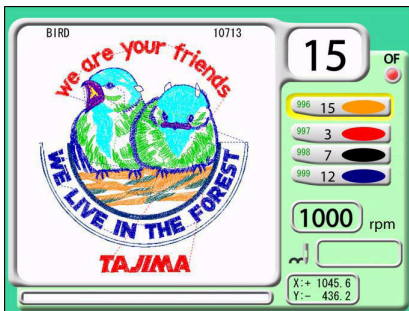 BIRD 10713
we are your friends
WE LIVE IN THE FOREST
TAJIMA
15
OF
996 15
997 3
998 7
999 12
1000 rpm
X:+ 1045.6
Y:- 436.2